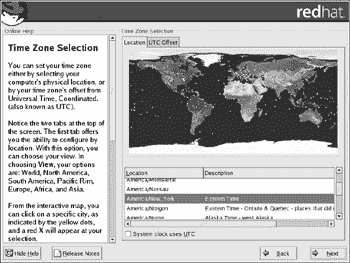 redhat
Online Help
Time Zone Selection
You can set your time zone
either by selecting your
computer's physical location, or
by your time zone's offset from
Universal Time, Coordinated.
(also known as UTC).
Notice the two tabs at the top
of the screen. The first tab offers
you the ability to configure by
location. With this option, you
can choose your view. In
choosing View, your options
are: World, North America,
South America, Pacific Rim,
Europe, Africa, and Asia.
From the interactive map, you
can click on a specific city, as
indicated by the yellow dots,
and a red X will appear at your
selection.
Time Zone Selection
Location UTC Offset
Location Description
America/Montserrat
America/Nassau
America/New_York Eastern Time
America/Nipigon Eastern Time - Ontario & Quebec - places that did
America/Nome Alaska Time - west Alaska
System clock uses UTC
Hide Help Release Notes Back Next